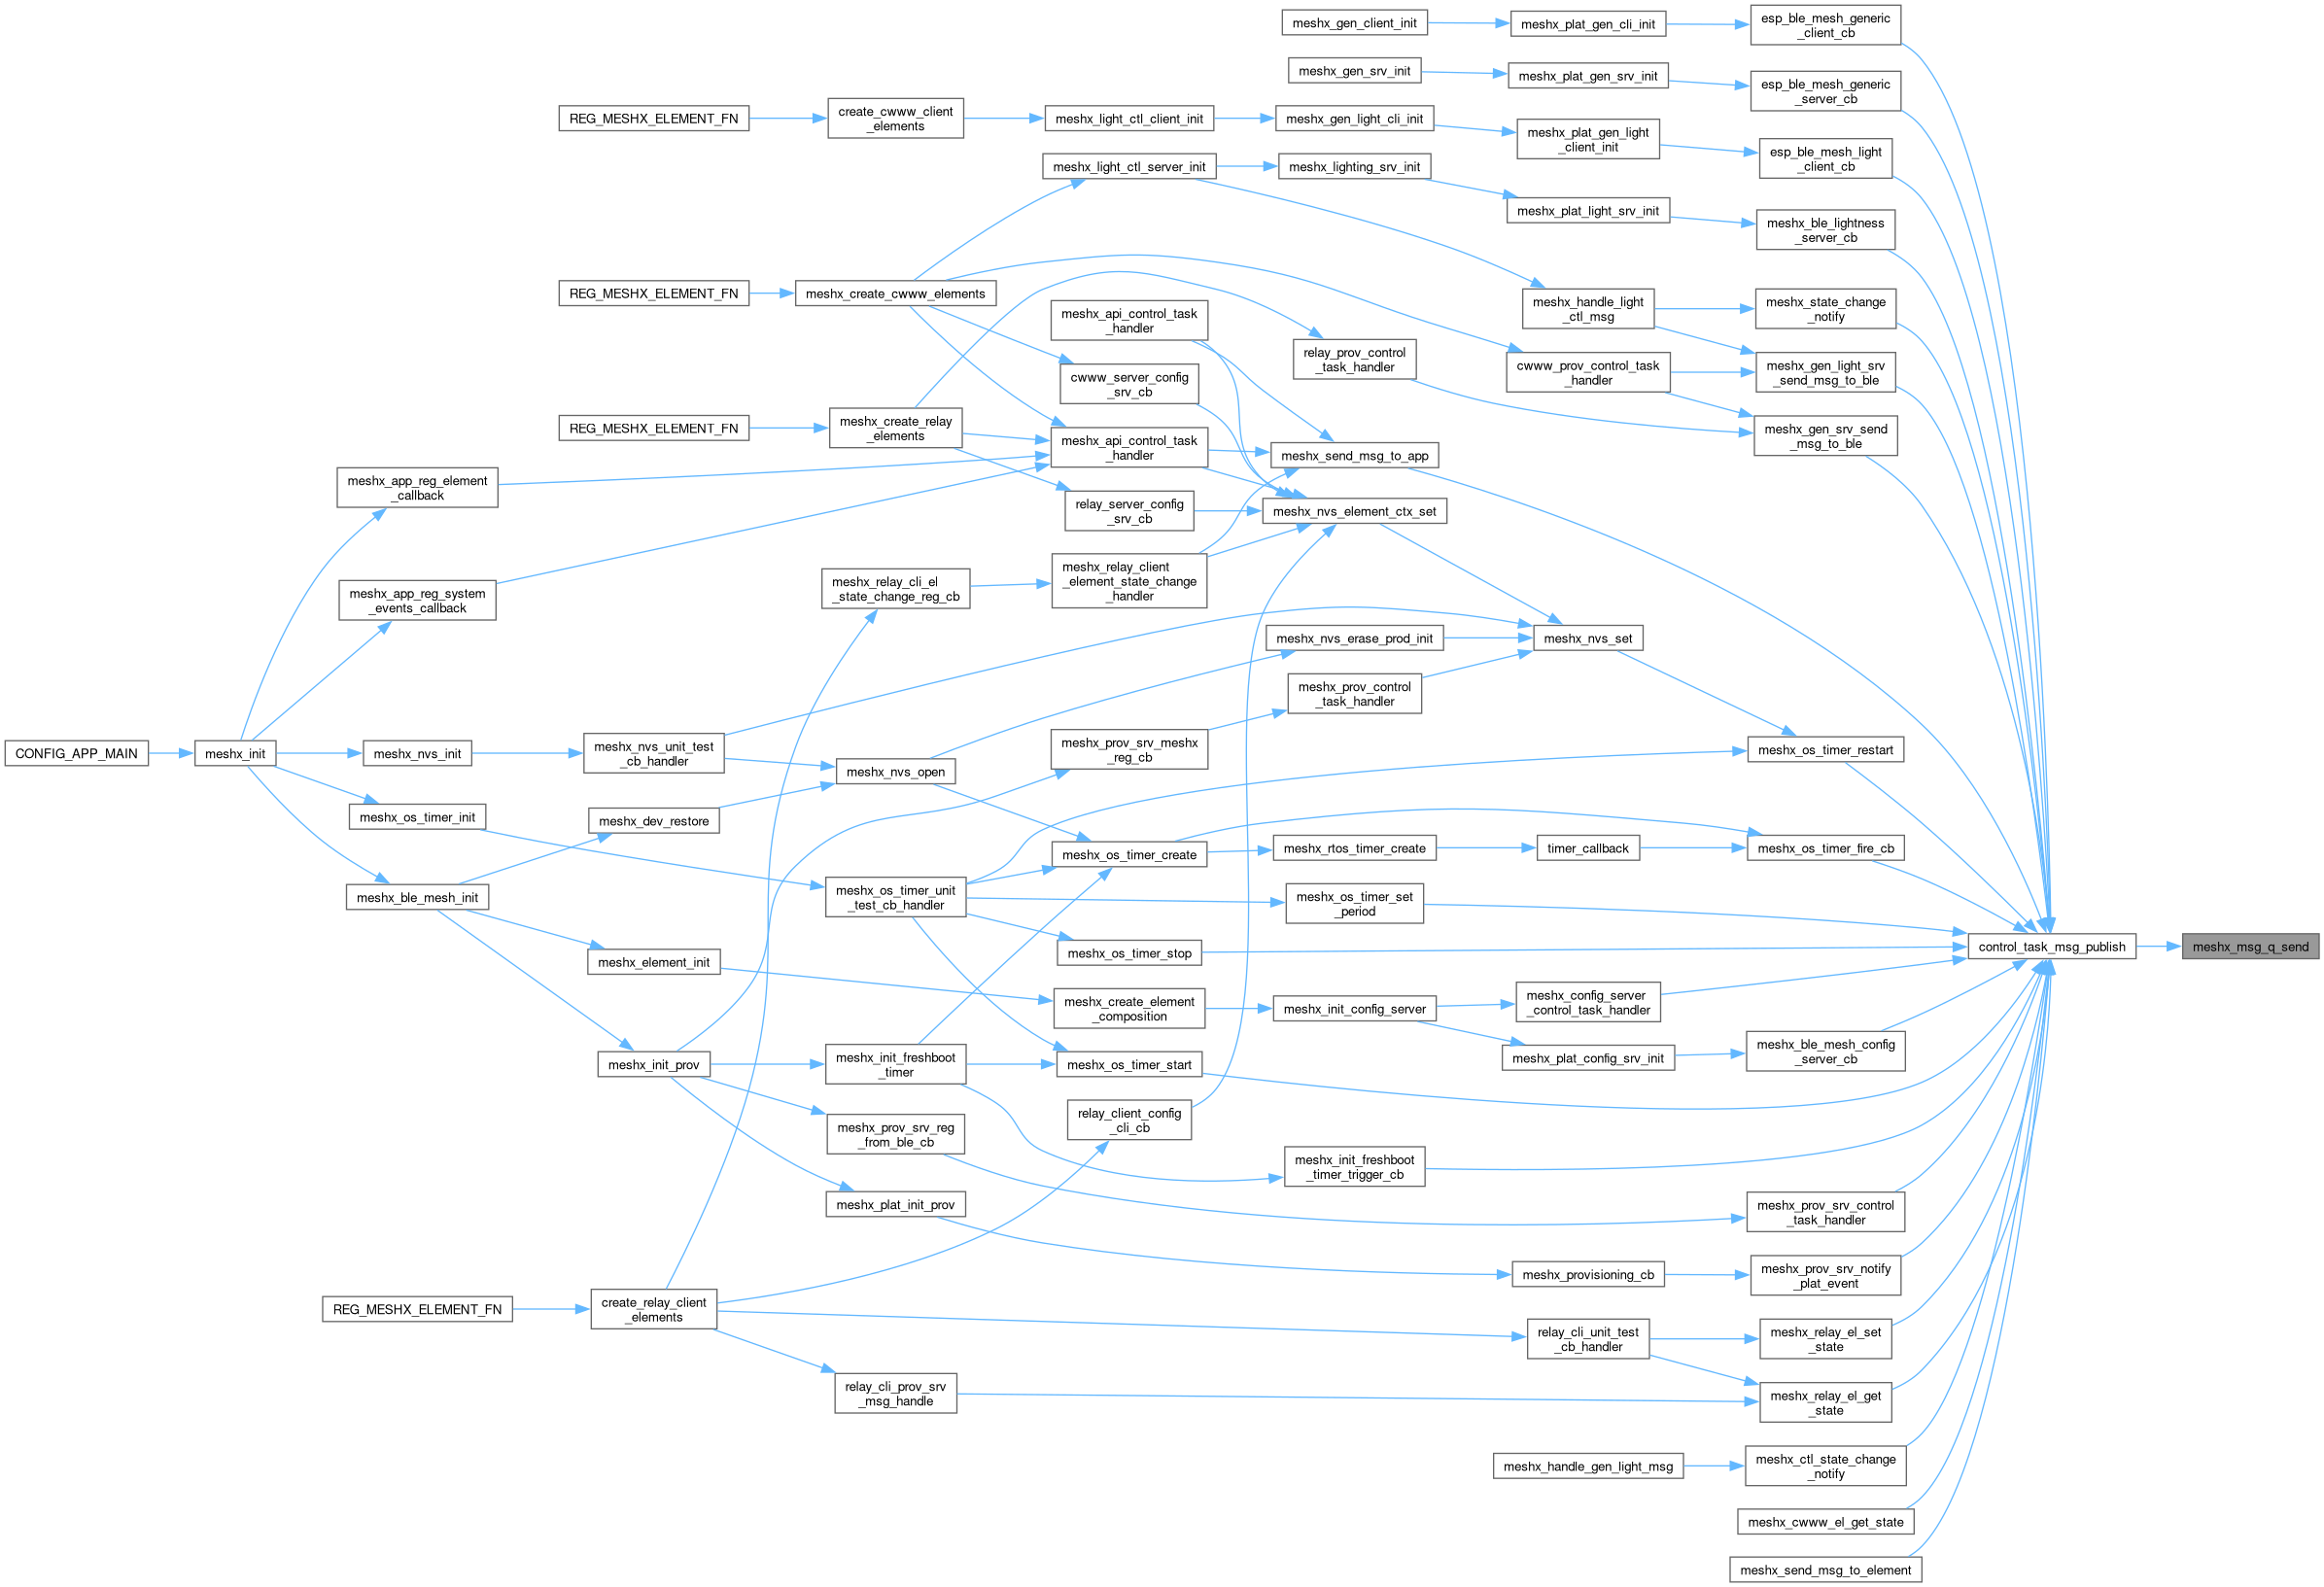 meshx_gen_client_init
meshx_plat_gen_cli_init
esp_ble_mesh_generic
_client_cb
meshx_gen_srv_init
meshx_plat_gen_srv_init
esp_ble_mesh_generic
_server_cb
REG_MESHX_ELEMENT_FN
create_cwww_client
_elements
meshx_light_ctl_client_init
meshx_gen_light_cli_init
meshx_plat_gen_light
_client_init
esp_ble_mesh_light
_client_cb
meshx_light_ctl_server_init
meshx_lighting_srv_init
meshx_plat_light_srv_init
meshx_ble_lightness
_server_cb
REG_MESHX_ELEMENT_FN
meshx_create_cwww_elements
meshx_api_control_task
_handler
meshx_handle_light
_ctl_msg
meshx_state_change
_notify
relay_prov_control
_task_handler
cwww_prov_control_task
_handler
meshx_gen_light_srv
_send_msg_to_ble
cwww_server_config
_srv_cb
REG_MESHX_ELEMENT_FN
meshx_create_relay
_elements
meshx_api_control_task
_handler
meshx_send_msg_to_app
meshx_gen_srv_send
_msg_to_ble
meshx_app_reg_element
_callback
relay_server_config
_srv_cb
meshx_nvs_element_ctx_set
meshx_app_reg_system
_events_callback
meshx_relay_cli_el
_state_change_reg_cb
meshx_relay_client
_element_state_change
_handler
meshx_nvs_erase_prod_init
meshx_nvs_set
meshx_prov_control
_task_handler
CONFIG_APP_MAIN
meshx_init
meshx_nvs_init
meshx_nvs_unit_test
_cb_handler
meshx_nvs_open
meshx_prov_srv_meshx
_reg_cb
meshx_os_timer_restart
meshx_os_timer_init
meshx_dev_restore
meshx_os_timer_create
meshx_rtos_timer_create
timer_callback
meshx_os_timer_fire_cb
meshx_ble_mesh_init
meshx_os_timer_unit
_test_cb_handler
meshx_os_timer_set
_period
meshx_element_init
meshx_os_timer_stop
control_task_msg_publish
meshx_msg_q_send
meshx_create_element
_composition
meshx_init_config_server
meshx_config_server
_control_task_handler
meshx_init_prov
meshx_init_freshboot
_timer
meshx_os_timer_start
meshx_plat_config_srv_init
meshx_ble_mesh_config
_server_cb
meshx_prov_srv_reg
_from_ble_cb
relay_client_config
_cli_cb
meshx_init_freshboot
_timer_trigger_cb
meshx_plat_init_prov
meshx_prov_srv_control
_task_handler
meshx_provisioning_cb
meshx_prov_srv_notify
_plat_event
REG_MESHX_ELEMENT_FN
create_relay_client
_elements
relay_cli_unit_test
_cb_handler
meshx_relay_el_set
_state
relay_cli_prov_srv
_msg_handle
meshx_relay_el_get
_state
meshx_handle_gen_light_msg
meshx_ctl_state_change
_notify
meshx_cwww_el_get_state
meshx_send_msg_to_element